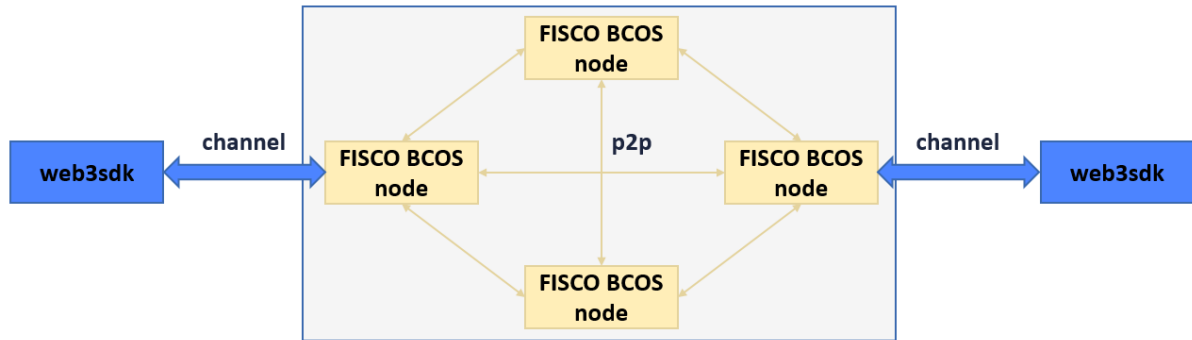 FISCO BCOS
node
channel
p2p
channel
web3sdk
FISCO BCOS
node
FISCO BCOS
node
web3sdk
FISCO BCOS
node